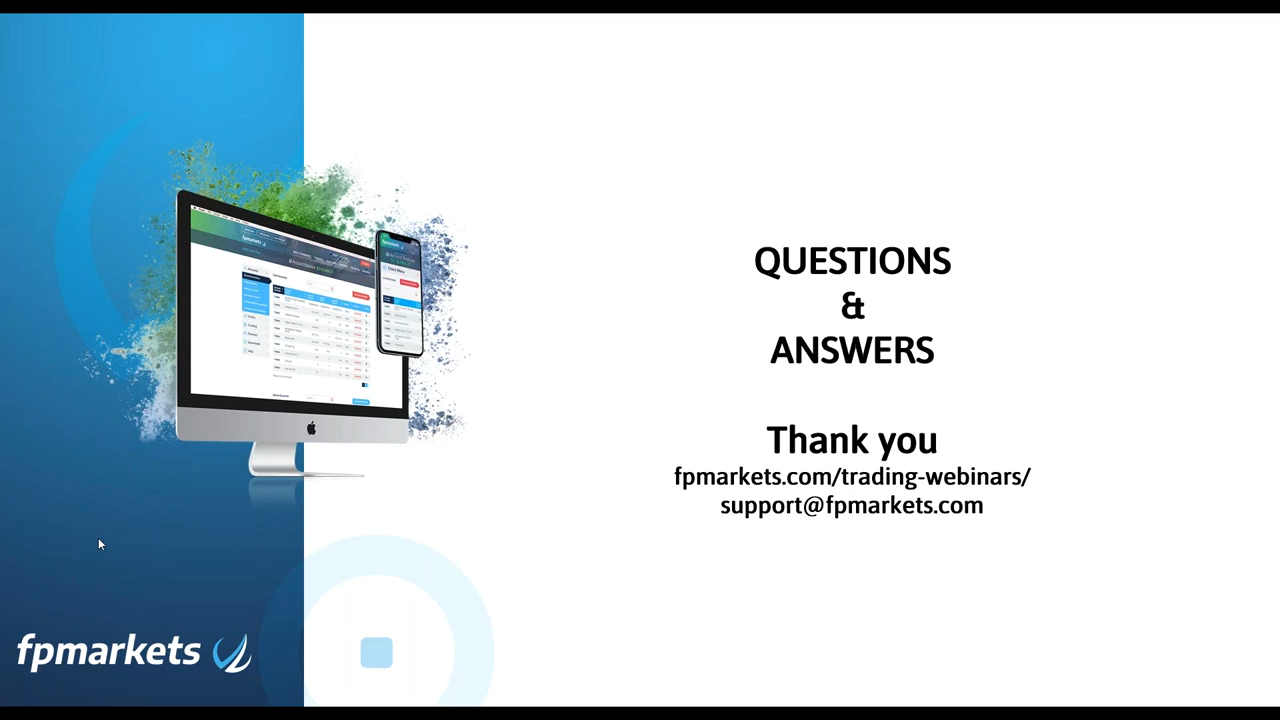 QUESTIONS
&
ANSWERS
Thank you
fpmarkets.com/trading-webinars/
support@fpmarkets.com
fpmarkets